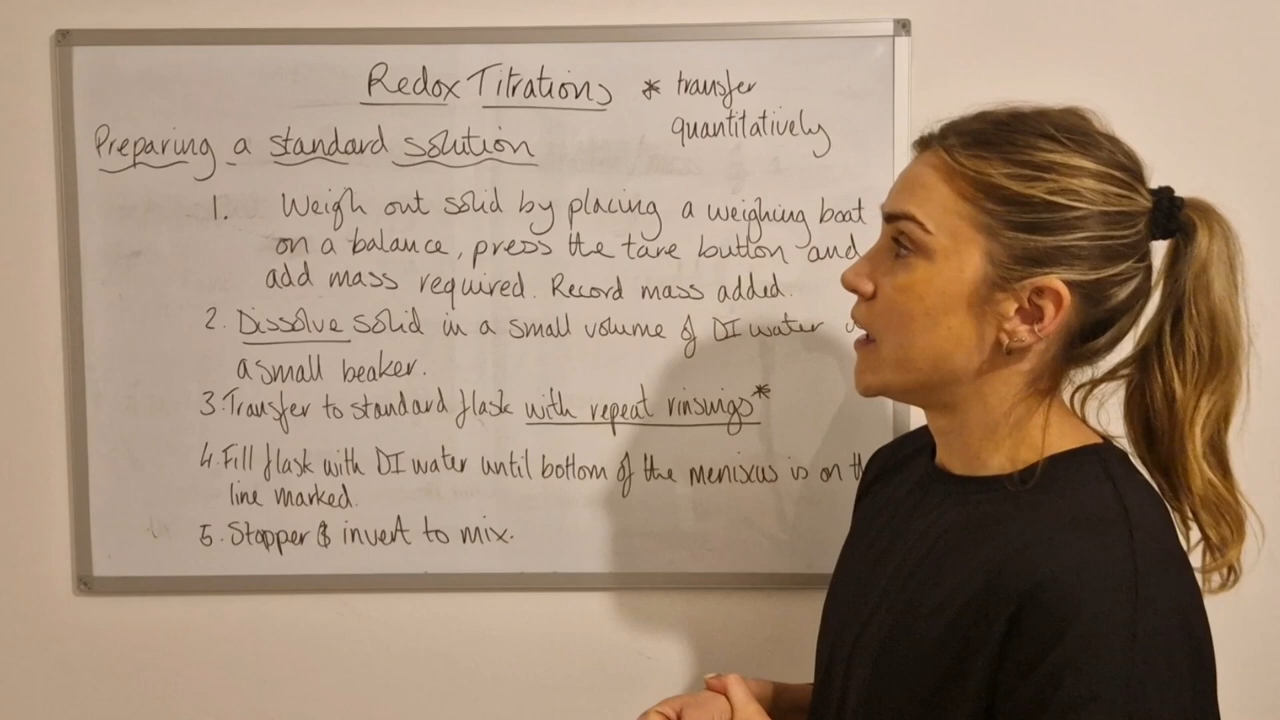 Redox Titrations * transfer
quantitatively
Preparing a standard solution
1. Weigh out solid by placing a weighing boat
on a balance, press the tare button and
add mass required. Record mass added.
2. Dissolve solid in a small volume of DI water
a small beaker.
3. Transfer to standard flask with repeat rinsings*
4. Fill flask with DI water until bottom of the meniscus is on
line marked.
5. Stopper & invert to mix.